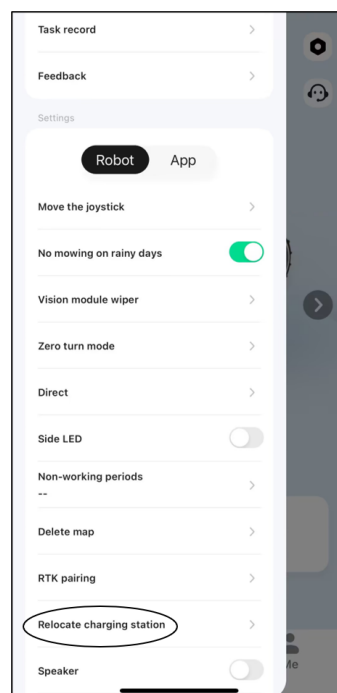 Task record
Feedback
Settings
Robot App
Move the joystick
No mowing on rainy days
Vision module wiper
Zero turn mode
Direct
Side LED
Non-working periods
--
Delete map
RTK pairing
Relocate charging station
Speaker
Me